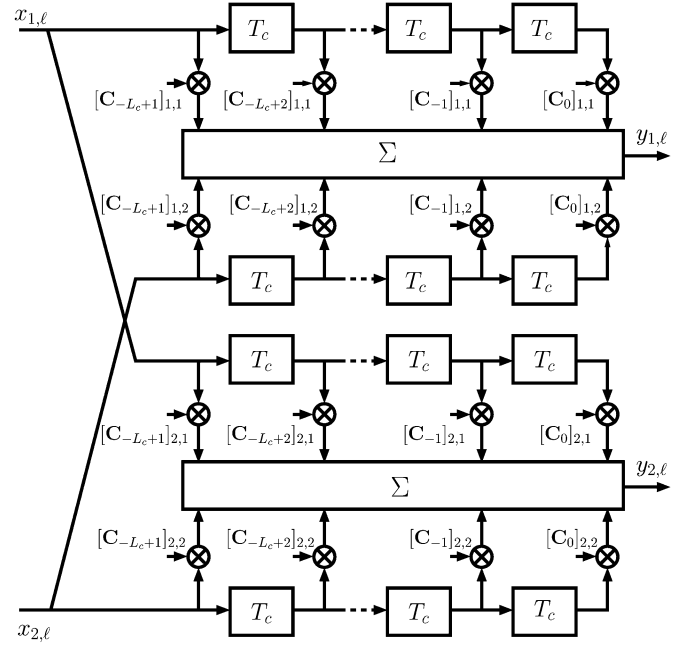 x_{1,ℓ}
T_c T_c T_c
[C_{-L_c+1}]_{1,1} [C_{-L_c+2}]_{1,1} [C_{-1}]_{1,1} [C_0]_{1,1}
Σ y_{1,ℓ}
[C_{-L_c+1}]_{1,2} [C_{-L_c+2}]_{1,2} [C_{-1}]_{1,2} [C_0]_{1,2}
T_c T_c T_c
T_c T_c T_c
[C_{-L_c+1}]_{2,1} [C_{-L_c+2}]_{2,1} [C_{-1}]_{2,1} [C_0]_{2,1}
Σ y_{2,ℓ}
[C_{-L_c+1}]_{2,2} [C_{-L_c+2}]_{2,2} [C_{-1}]_{2,2} [C_0]_{2,2}
T_c T_c T_c
x_{2,ℓ}